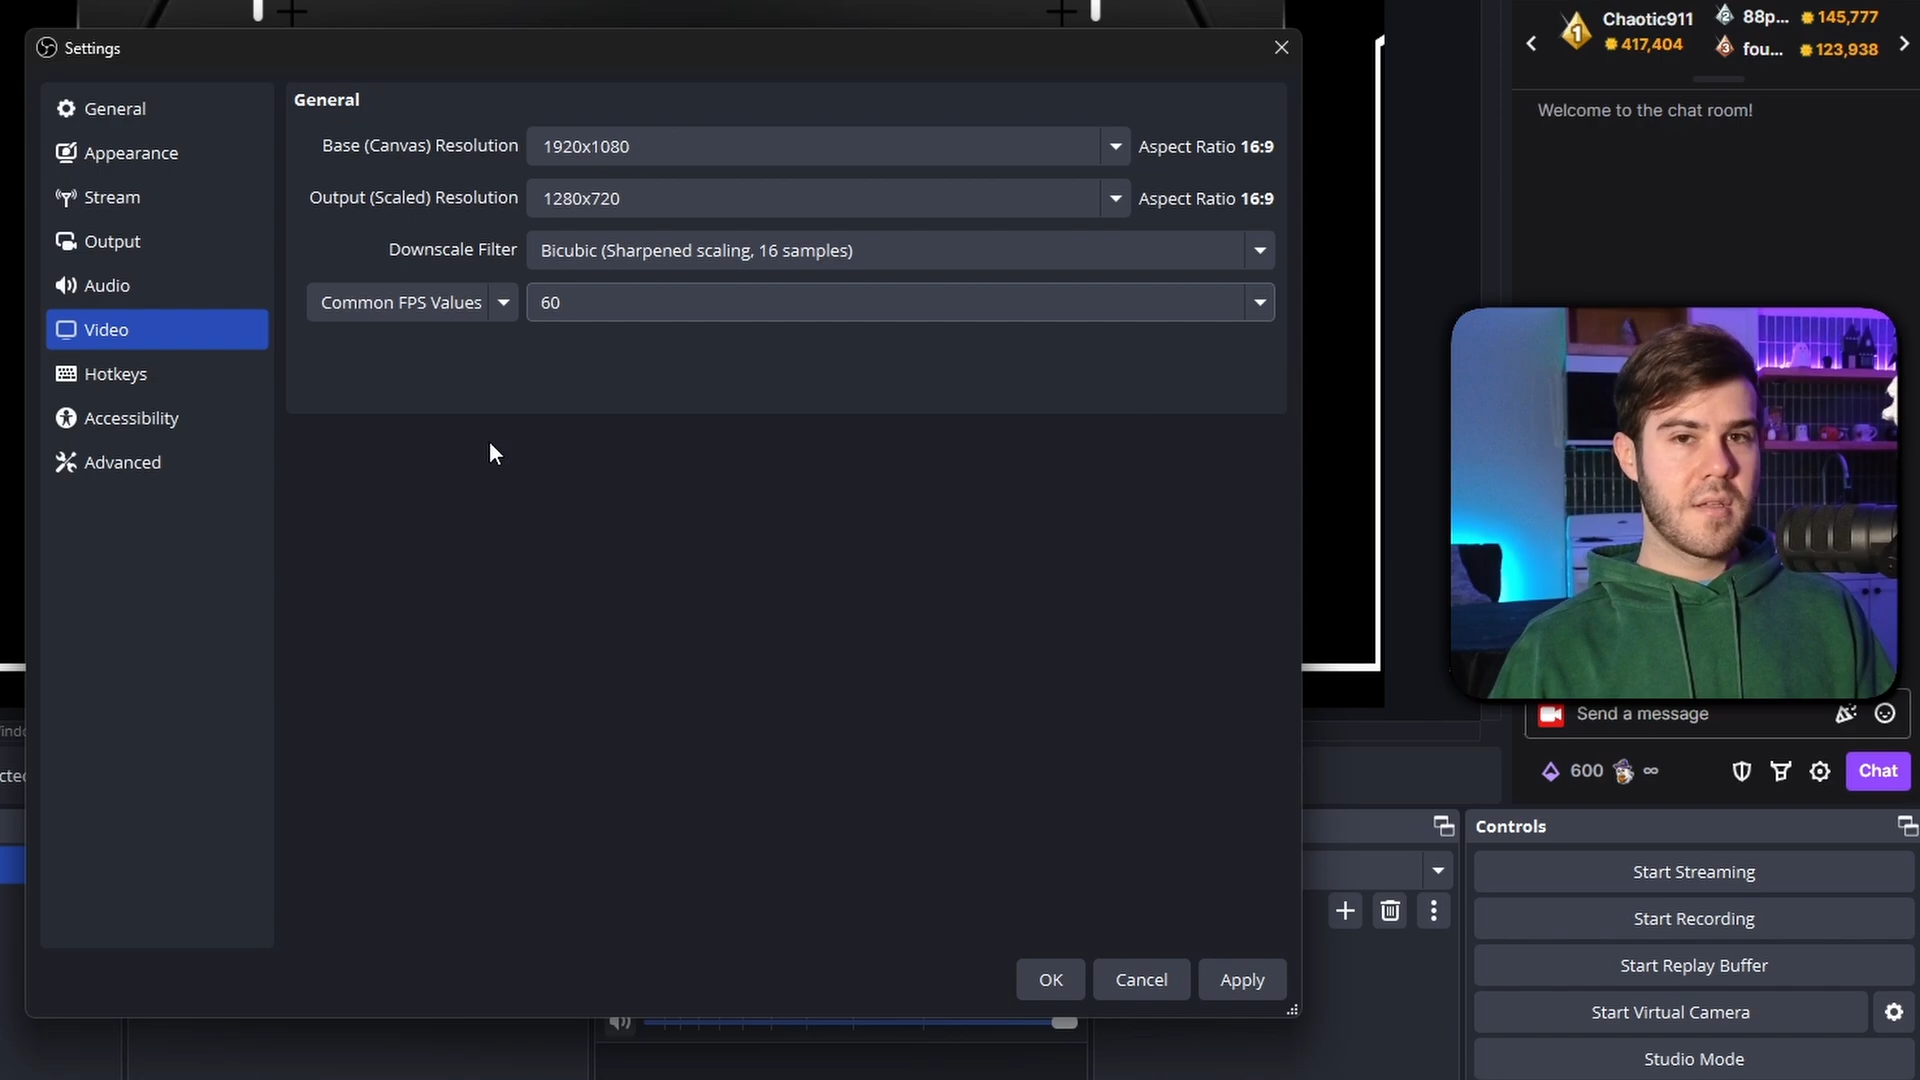 Settings
General
Appearance
Stream
Output
Audio
Video
Hotkeys
Accessibility
Advanced
General
Base (Canvas) Resolution 1920x1080 Aspect Ratio 16:9
Output (Scaled) Resolution 1280x720 Aspect Ratio 16:9
Downscale Filter Bicubic (Sharpened scaling, 16 samples)
Common FPS Values 60
OK Cancel Apply
1 Chaotic911 417,404
2 88p... 145,777
3 fou... 123,938
Welcome to the chat room!
Send a message
600 ∞ Chat
Controls
Start Streaming
Start Recording
Start Replay Buffer
Start Virtual Camera
Studio Mode